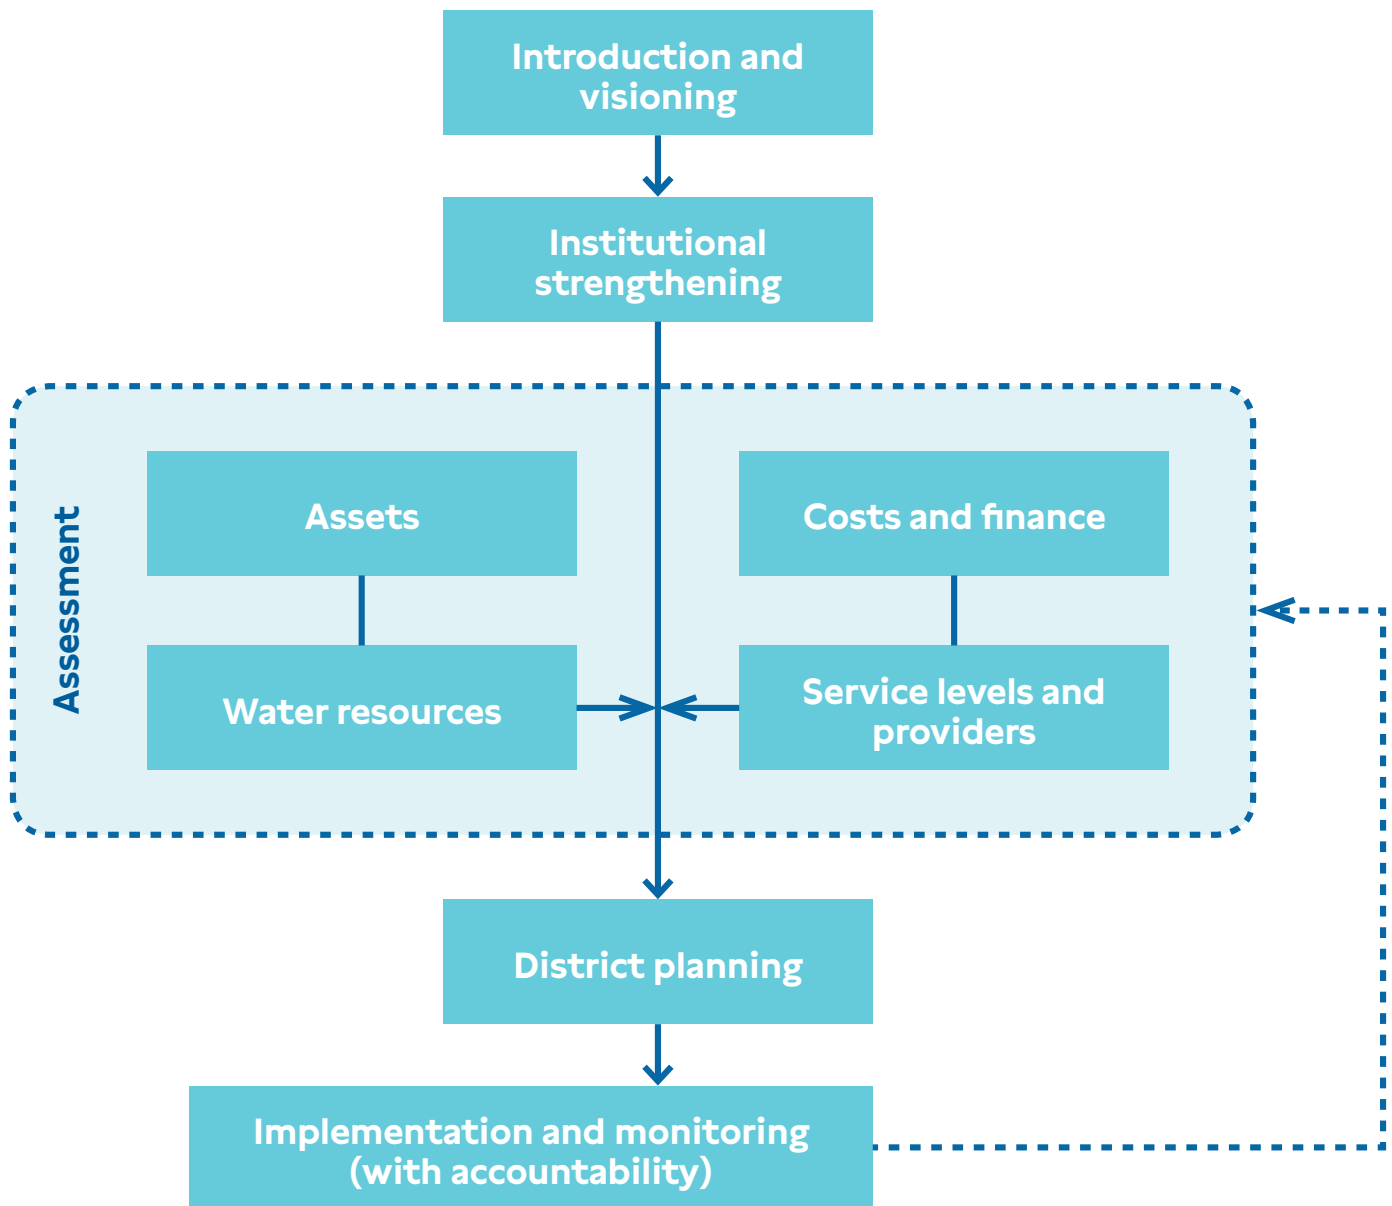 Introduction and
visioning
Institutional
strengthening
Assessment
Assets
Costs and finance
Water resources
Service levels and
providers
District planning
Implementation and monitoring
(with accountability)